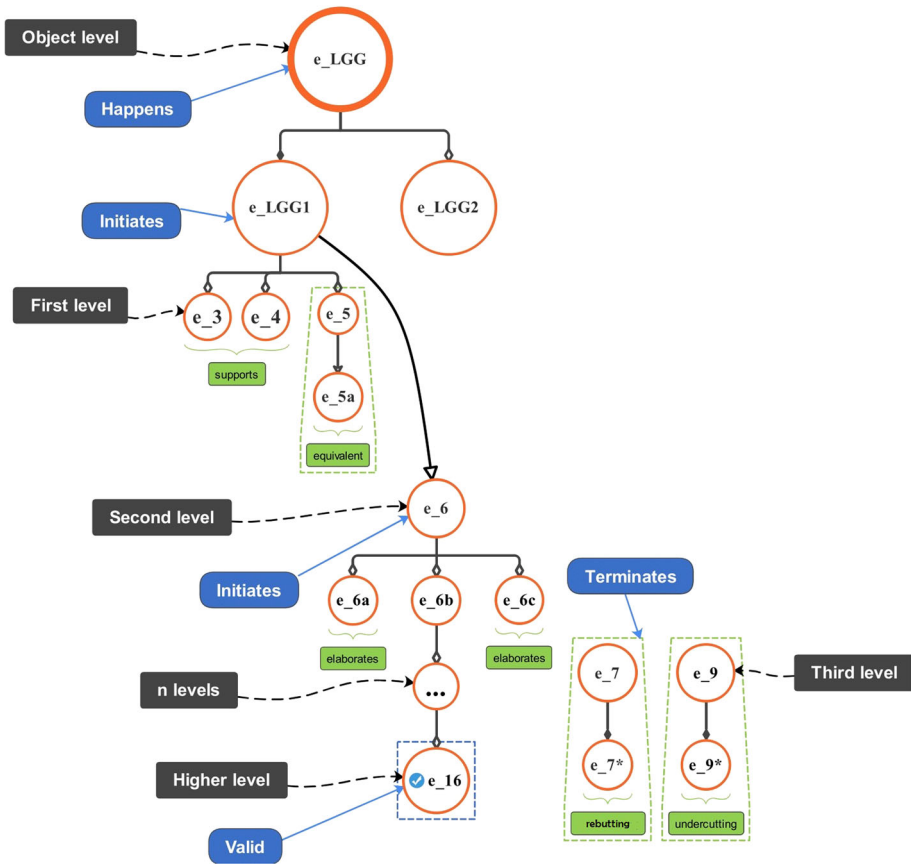 Object level
e_LGG
Happens
e_LGG1
e_LGG2
Initiates
First level
e_3
e_4
e_5
supports
e_5a
equivalent
Second level
e_6
Initiates
Terminates
e_6a
e_6b
e_6c
elaborates
elaborates
n levels
...
e_7
e_9
Third level
Higher level
e_16
e_7*
e_9*
rebutting
undercutting
Valid